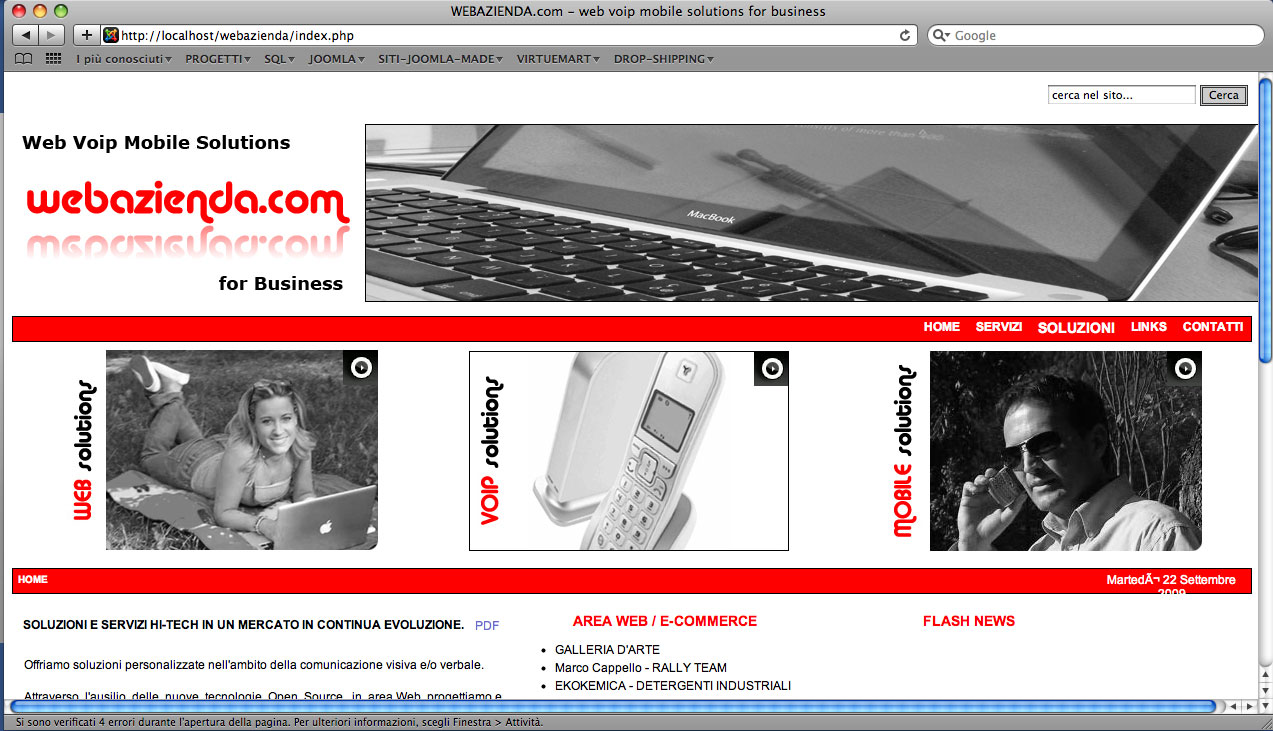 WEBAZIENDA.com – web voip mobile solutions for business
http://localhost/webazienda/index.php
Google
I più conosciuti PROGETTI SQL JOOMLA SITI-JOOMLA-MADE VIRTUEMART DROP-SHIPPING
cerca nel sito... Cerca
Web Voip Mobile Solutions
webazienda.com
for Business
MacBook
HOME SERVIZI SOLUZIONI LINKS CONTATTI
WEB solutions
VOIP solutions
MOBILE solutions
HOME
MartedÃ¬ 22 Settembre
2009
SOLUZIONI E SERVIZI HI-TECH IN UN MERCATO IN CONTINUA EVOLUZIONE. PDF
Offriamo soluzioni personalizzate nell'ambito della comunicazione visiva e/o verbale.
Attraverso l'ausilio delle nuove tecnologie Open Source, in area Web progettiamo e
AREA WEB / E-COMMERCE
GALLERIA D'ARTE
Marco Cappello - RALLY TEAM
EKOKEMICA - DETERGENTI INDUSTRIALI
FLASH NEWS
Si sono verificati 4 errori durante l'apertura della pagina. Per ulteriori informazioni, scegli Finestra > Attività.